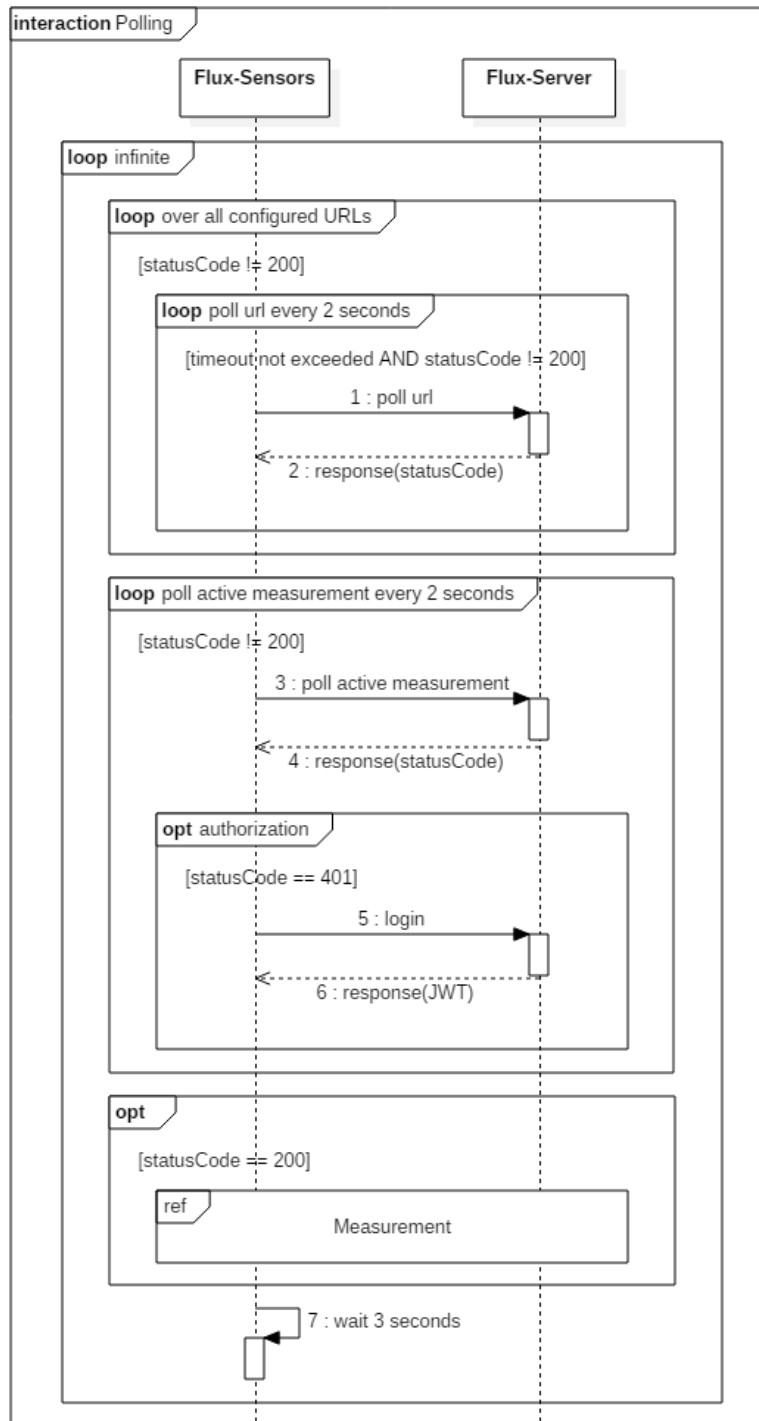 interaction Polling
Flux-Sensors
Flux-Server
loop infinite
loop over all configured URLs
[statusCode != 200]
loop poll url every 2 seconds
[timeout not exceeded AND statusCode != 200]
1 : poll url
2 : response(statusCode)
loop poll active measurement every 2 seconds
[statusCode != 200]
3 : poll active measurement
4 : response(statusCode)
opt authorization
[statusCode == 401]
5 : login
6 : response(JWT)
opt
[statusCode == 200]
ref
Measurement
7 : wait 3 seconds